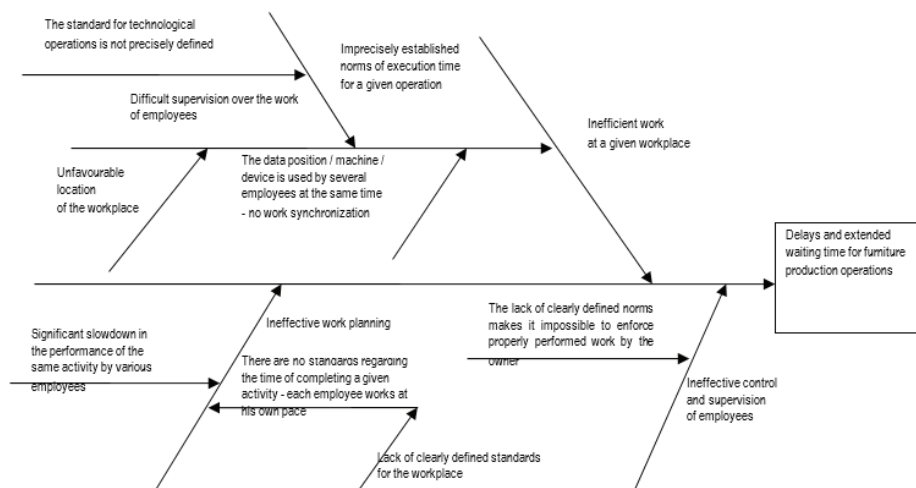 The standard for technological
operations is not precisely defined
Imprecisely established
norms of execution time
for a given operation
Difficult supervision over the work
of employees
Inefficient work
at a given workplace
Unfavourable
location
of the workplace
The data position / machine /
device is used by several
employees at the same time
- no work synchronization
Delays and extended
waiting time for furniture
production operations
Significant slowdown in
the performance of the
same activity by various
employees
Ineffective work planning
There are no standards regarding
the time of completing a given
activity - each employee works at
his own pace
The lack of clearly defined norms
makes it impossible to enforce
properly performed work by the
owner
Ineffective control
and supervision
of employees
Lack of clearly defined standards
for the workplace